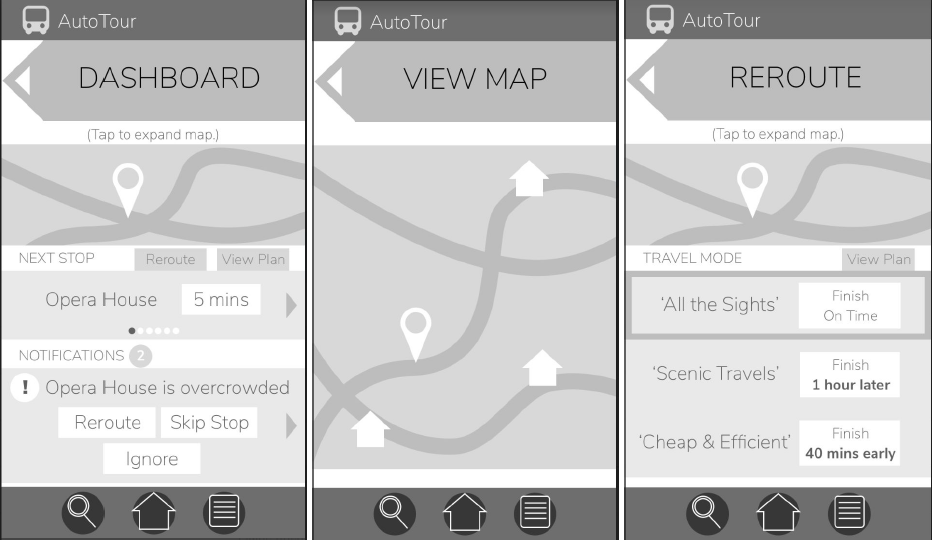 AutoTour
DASHBOARD
(Tap to expand map.)
NEXT STOP Reroute View Plan
Opera House 5 mins
NOTIFICATIONS 2
! Opera House is overcrowded
Reroute Skip Stop
Ignore
AutoTour
VIEW MAP
AutoTour
REROUTE
(Tap to expand map.)
TRAVEL MODE View Plan
‘All the Sights’ Finish
On Time
‘Scenic Travels’ Finish
1 hour later
‘Cheap & Efficient’ Finish
40 mins early